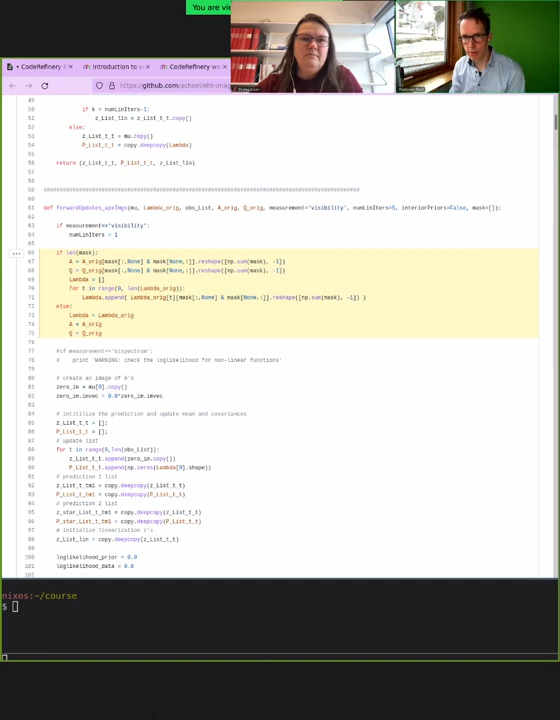 You are vi
• CodeRefinery × Introduction to v × CodeRefinery wo
https://github.com/achael/eht-imag
49
50 if k < numLinIters-1:
51 z_List_lin = z_List_t_t.copy()
52 else:
53 z_List_t_t = mu.copy()
54 P_List_t_t = copy.deepcopy(Lambda)
55
56 return (z_List_t_t, P_List_t_t, z_List_lin)
57
58
59 ##########################################################################################
60
61 def forwardUpdates_apxImgs(mu, Lambda_orig, obs_List, A_orig, Q_orig, measurement='visibility', numLinIters=5, interiorPriors=False, mask=[]):
62
63 if measurement=='visibility':
64 numLinIters = 1
65
66 if len(mask):
67 A = A_orig[mask[:,None] & mask[None,:]].reshape([np.sum(mask), -1])
68 Q = Q_orig[mask[:,None] & mask[None,:]].reshape([np.sum(mask), -1])
69 Lambda = []
70 for t in range(0, len(Lambda_orig)):
71 Lambda.append( Lambda_orig[t][mask[:,None] & mask[None,:]].reshape([np.sum(mask), -1]) )
72 else:
73 Lambda = Lambda_orig
74 A = A_orig
75 Q = Q_orig
76
77 #if measurement=='bispectrum':
78 # print 'WARNING: check the loglikelihood for non-linear functions'
79
80 # create an image of 0's
81 zero_im = mu[0].copy()
82 zero_im.imvec = 0.0*zero_im.imvec
83
84 # intitilize the prediction and update mean and covariances
85 z_List_t_t = [];
86 P_List_t_t = [];
87 # update list
88 for t in range(0,len(obs_List)):
89 z_List_t_t.append(zero_im.copy())
90 P_List_t_t.append(np.zeros(Lambda[0].shape))
91 # prediction 1 list
92 z_List_t_tm1 = copy.deepcopy(z_List_t_t)
93 P_List_t_tm1 = copy.deepcopy(P_List_t_t)
94 # prediction 2 list
95 z_star_List_t_tm1 = copy.deepcopy(z_List_t_t)
96 P_star_List_t_tm1 = copy.deepcopy(P_List_t_t)
97 # initialize linearization z's
98 z_List_lin = copy.deepcopy(z_List_t_t)
99
100 loglikelihood_prior = 0.0
101 loglikelihood_data = 0.0
102
nixos:~/course
$